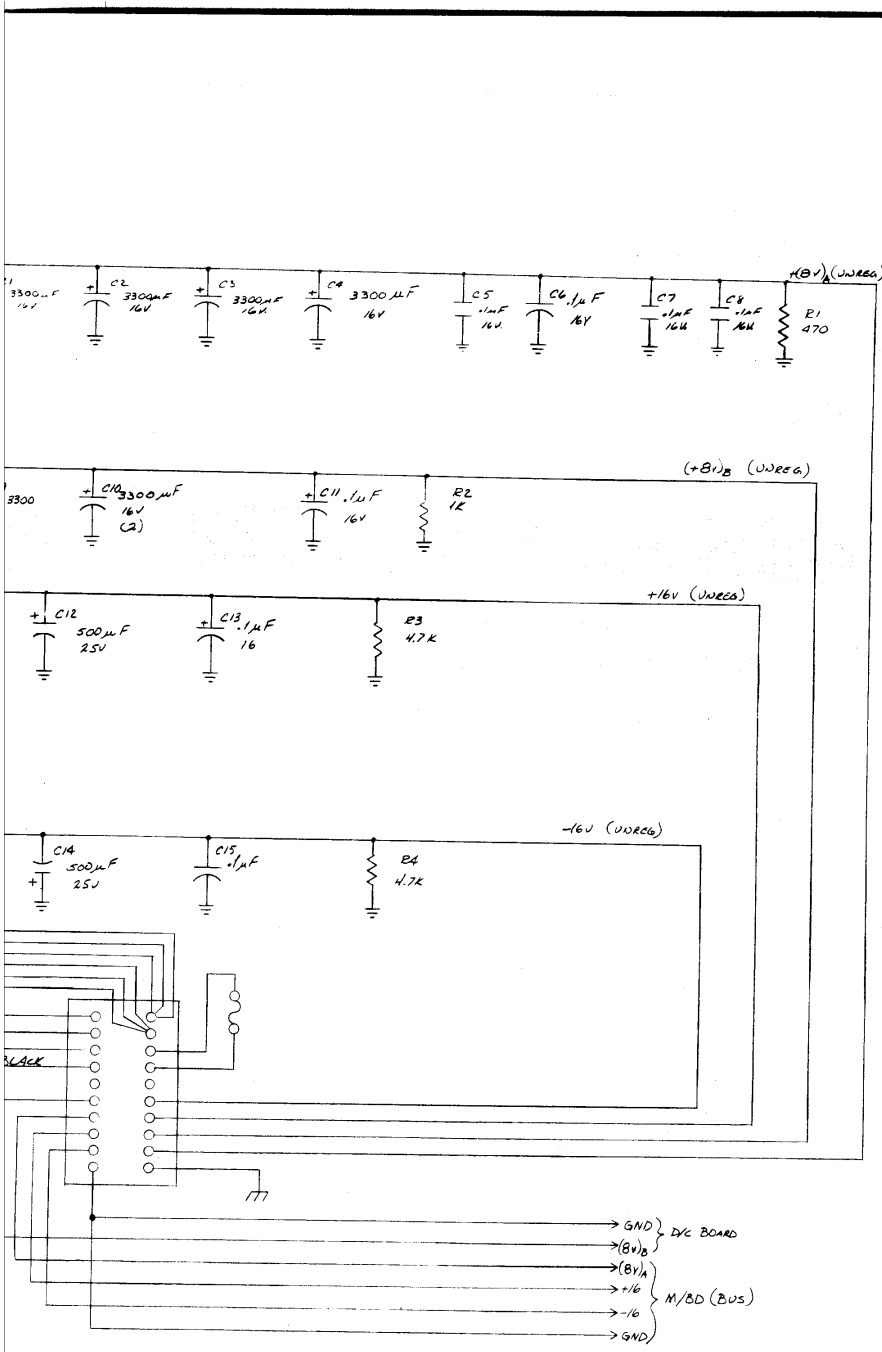 +(8V)A (UNREG)
3300µF
16V
C2
3300µF
16V
C3
3300µF
16V.
C4
3300µF
16V
C5
.1µF
16V.
C6 .1µF
16V
C7
.1µF
16V
C8
.1µF
16V
R1
470
(+8V)B (UNREG)
3300
C10 3300µF
16V
(2)
C11 .1µF
16V
R2
1K
+16V (UNREG)
C12
500µF
25V
C13 .1µF
16
R3
4.7K
-16V (UNREG)
C14
500µF
25V
C15
.1µF
R4
4.7K
BLACK
GND
(8V)B
D/C BOARD
(8V)A
+16
-16
GND
M/BD (BUS)